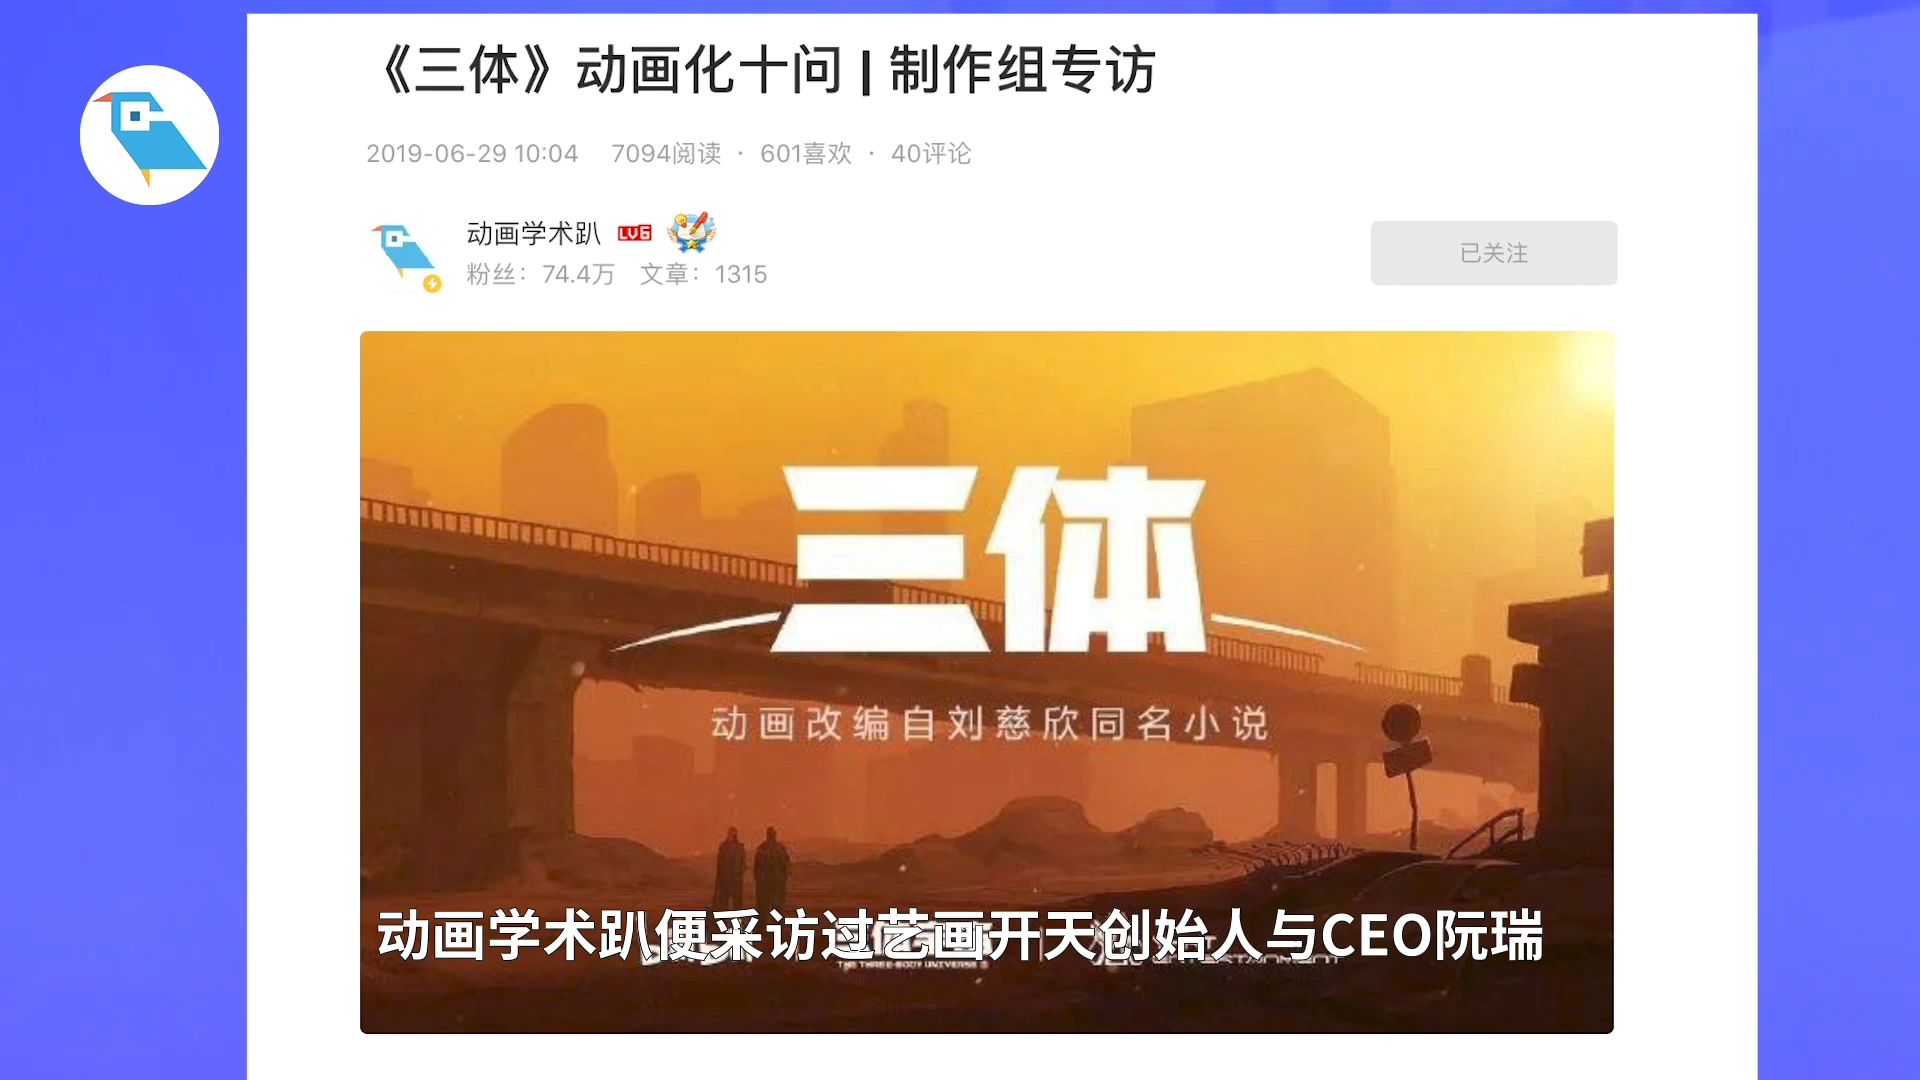 《三体》动画化十问 | 制作组专访
2019-06-29 10:04 7094阅读 · 601喜欢 · 40评论
动画学术趴 LV6
粉丝：74.4万 文章：1315
已关注
三体
动画改编自刘慈欣同名小说
动画学术趴便采访过艺画开天创始人与CEO阮瑞
THE THREE-BODY UNIVERSE